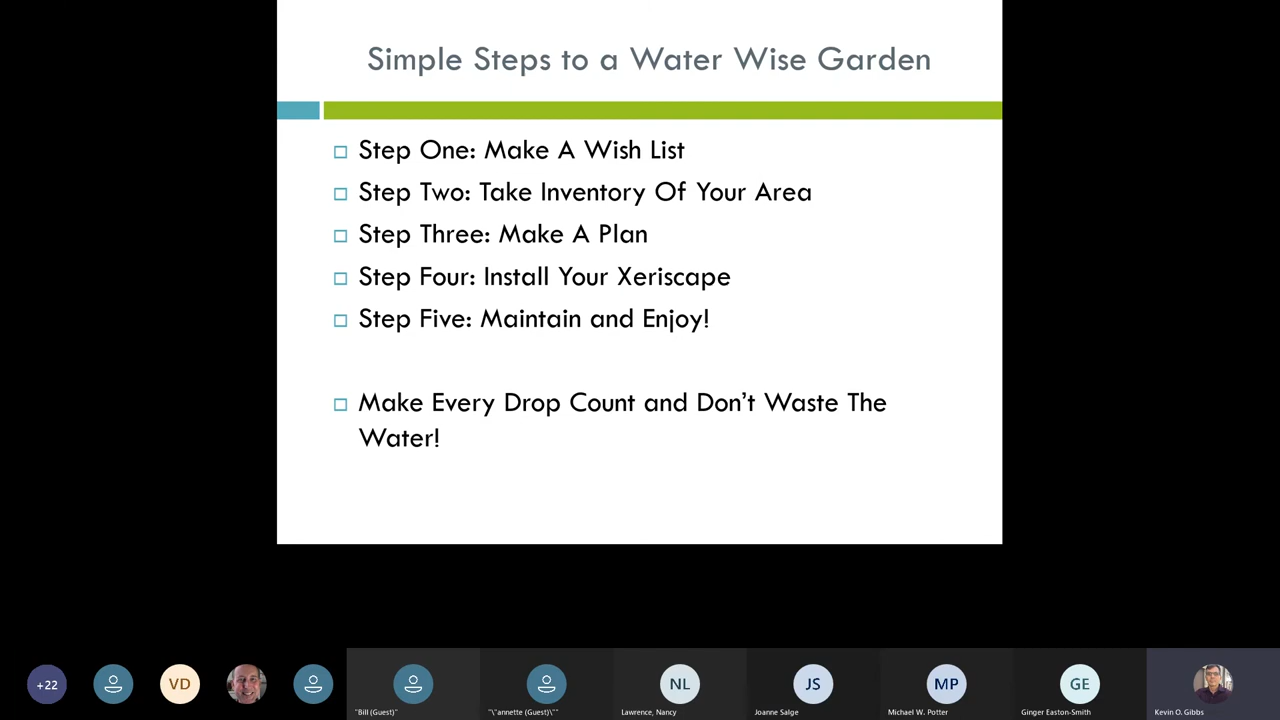 Simple Steps to a Water Wise Garden
Step One: Make A Wish List
Step Two: Take Inventory Of Your Area
Step Three: Make A Plan
Step Four: Install Your Xeriscape
Step Five: Maintain and Enjoy!
Make Every Drop Count and Don't Waste The
Water!
+22
VD
NL
JS
MP
GE
"Bill (Guest)"
"\"annette (Guest)\""
Lawrence, Nancy
Joanne Salge
Michael W. Potter
Ginger Easton-Smith
Kevin O. Gibbs